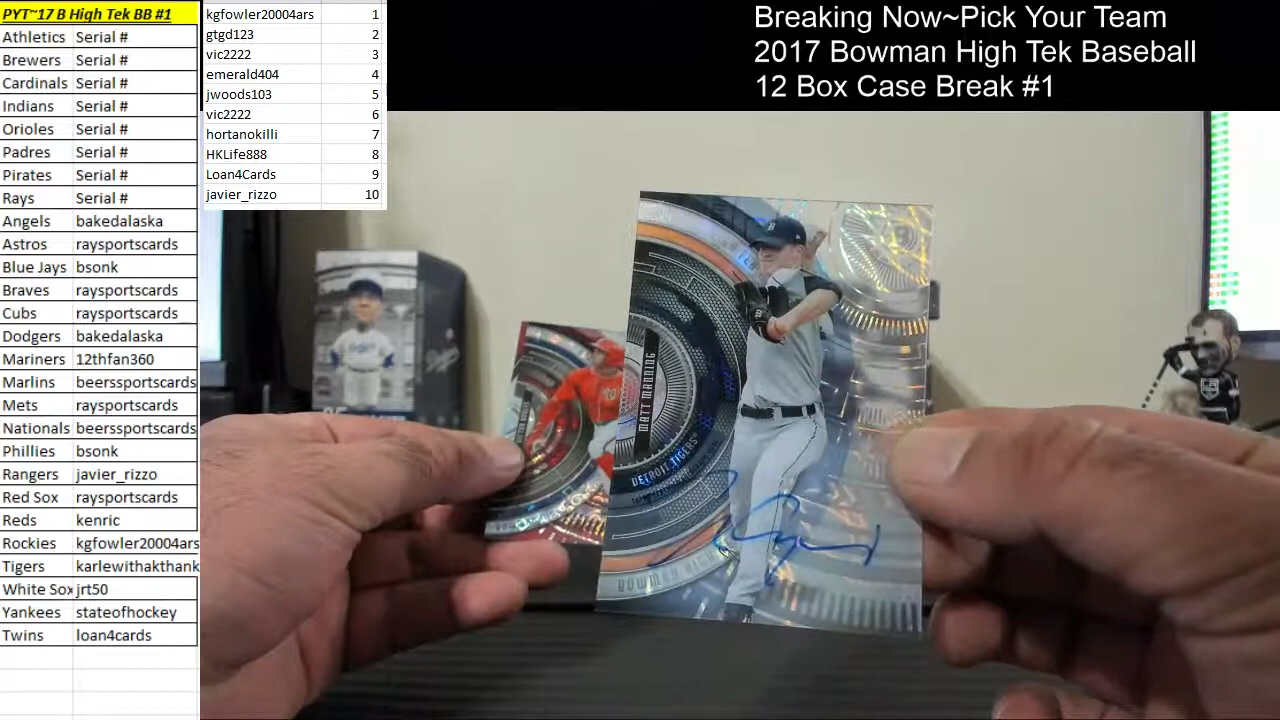 PYT~17 B High Tek BB #1
Athletics Serial #
Brewers Serial #
Cardinals Serial #
Indians Serial #
Orioles Serial #
Padres Serial #
Pirates Serial #
Rays Serial #
Angels bakedalaska
Astros raysportscards
Blue Jays bsonk
Braves raysportscards
Cubs raysportscards
Dodgers bakedalaska
Mariners 12thfan360
Marlins beerssportscards
Mets raysportscards
Nationals beerssportscards
Phillies bsonk
Rangers javier_rizzo
Red Sox raysportscards
Reds kenric
Rockies kgfowler20004ars
Tigers karlewithakthank
White Sox jrt50
Yankees stateofhockey
Twins loan4cards
kgfowler20004ars 1
gtgd123 2
vic2222 3
emerald404 4
jwoods103 5
vic2222 6
hortanokilli 7
HKLife888 8
Loan4Cards 9
javier_rizzo 10
Breaking Now~Pick Your Team
2017 Bowman High Tek Baseball
12 Box Case Break #1
MATT MANNING
DETROIT TIGERS
BOWMAN